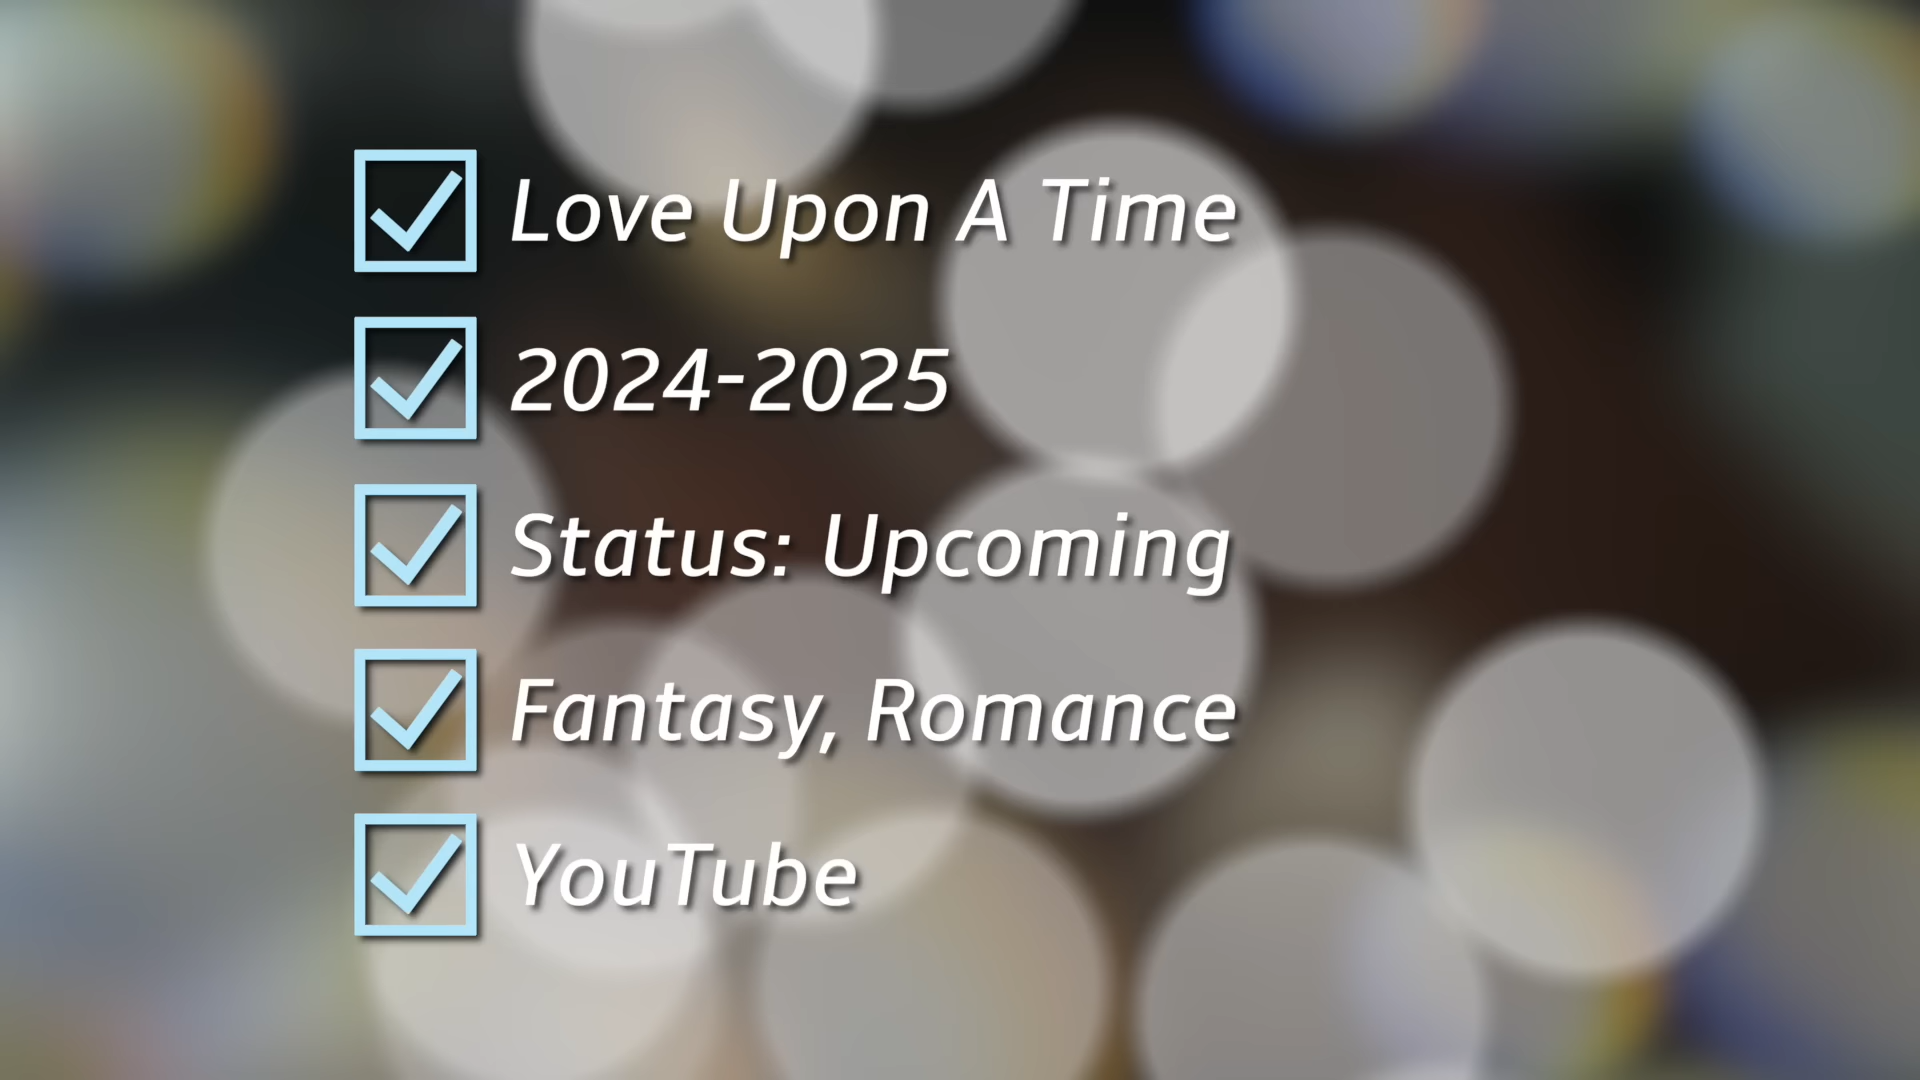 Love Upon A Time
2024-2025
Status: Upcoming
Fantasy, Romance
YouTube